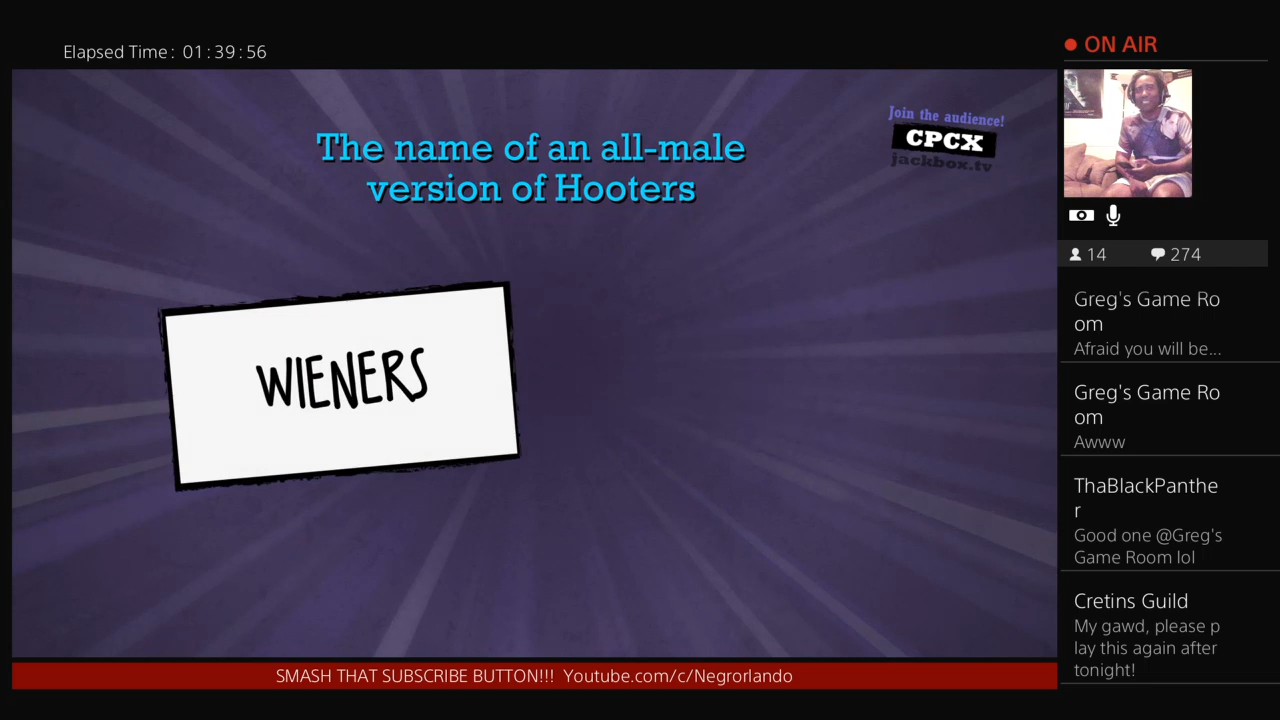 Elapsed Time: 01:39:56
ON AIR
The name of an all-male
version of Hooters
Join the audience!
CPCX
jackbox.tv
WIENERS
14
274
Greg's Game Ro
om
Afraid you will be...
Greg's Game Ro
om
Awww
ThaBlackPanthe
r
Good one @Greg's
Game Room lol
Cretins Guild
My gawd, please p
lay this again after
tonight!
SMASH THAT SUBSCRIBE BUTTON!!! Youtube.com/c/Negrorlando